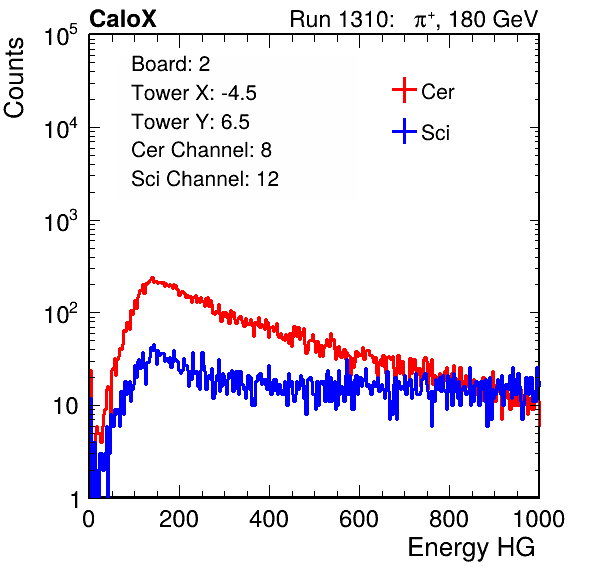 CaloX Run 1310: π⁺, 180 GeV
Counts
10⁵
10⁴
10³
10²
10
1
Board: 2
Tower X: -4.5
Tower Y: 6.5
Cer Channel: 8
Sci Channel: 12
Cer
Sci
0 200 400 600 800 1000
Energy HG